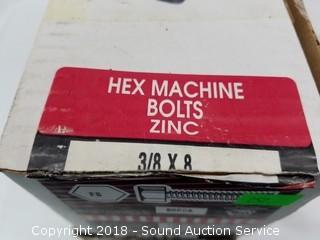 HEX MACHINE
BOLTS
ZINC
3/8 X 8
Copyright 2018 - Sound Auction Service